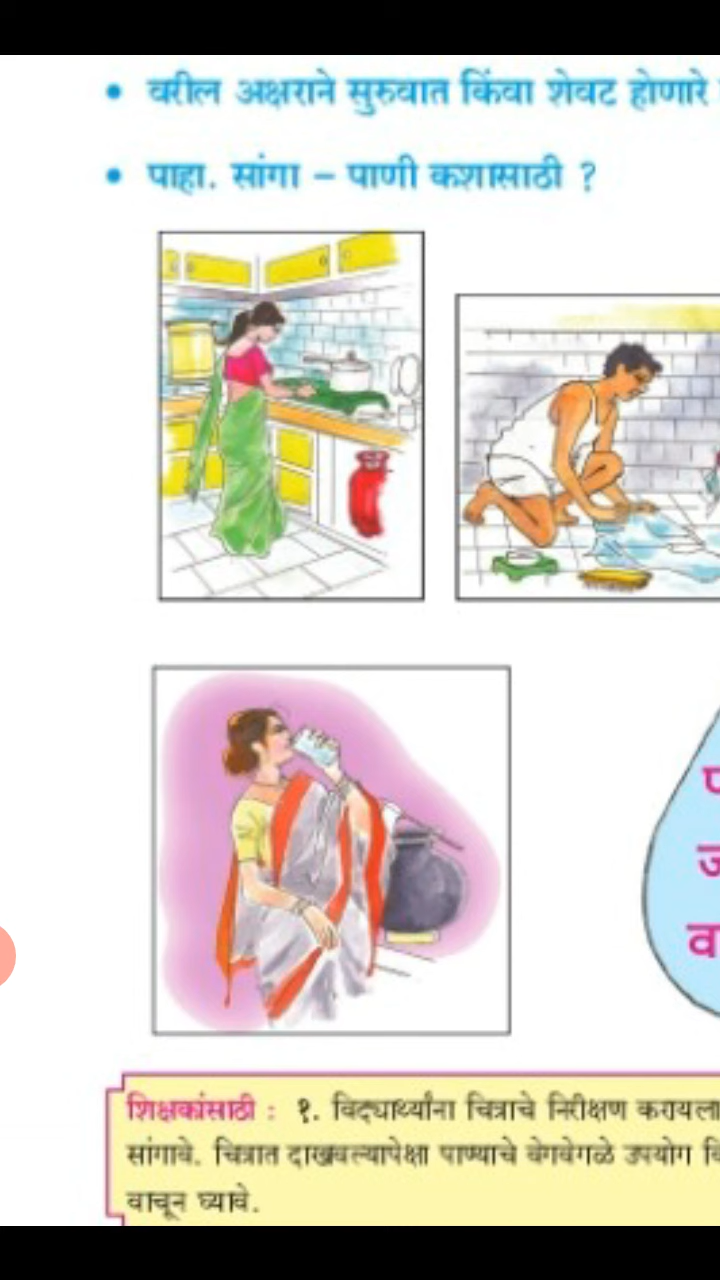 • वरील अक्षराने सुरुवात किंवा शेवट होणारे
• पाहा. सांगा – पाणी कशासाठी ?
प
ज
व
शिक्षकांसाठी : १. विद्यार्थ्यांना चित्राचे निरीक्षण करायला
सांगावे. चित्रात दाखवल्यापेक्षा पाण्याचे वेगवेगळे उपयोग
वाचून घ्यावे.